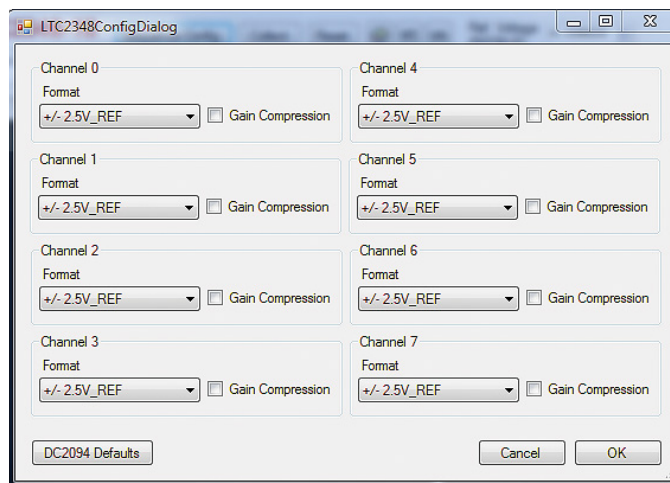 LTC2348ConfigDialog
Channel 0
Format
+/- 2.5V_REF
Gain Compression
Channel 4
Format
+/- 2.5V_REF
Gain Compression
Channel 1
Format
+/- 2.5V_REF
Gain Compression
Channel 5
Format
+/- 2.5V_REF
Gain Compression
Channel 2
Format
+/- 2.5V_REF
Gain Compression
Channel 6
Format
+/- 2.5V_REF
Gain Compression
Channel 3
Format
+/- 2.5V_REF
Gain Compression
Channel 7
Format
+/- 2.5V_REF
Gain Compression
DC2094 Defaults
Cancel
OK